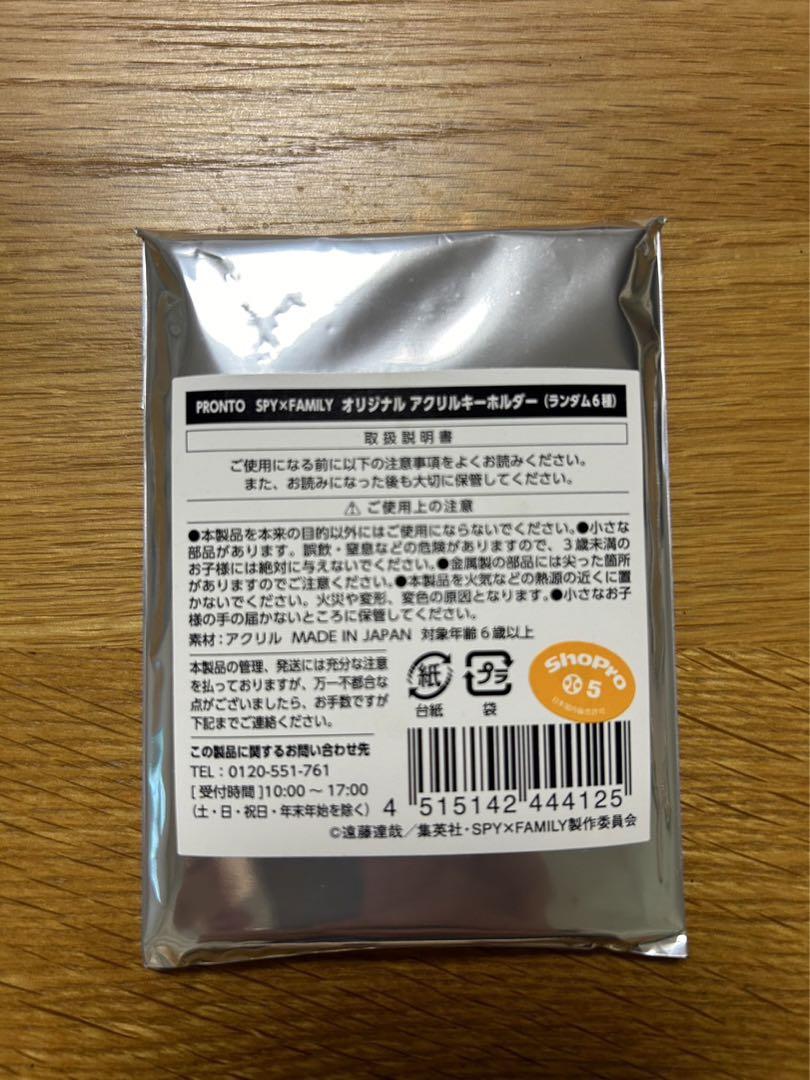 PRONTO SPY×FAMILY オリジナル アクリルキーホルダー（ランダム6種）
取扱説明書
ご使用になる前に以下の注意事項をよくお読みください。
また、お読みになった後も大切に保管してください。
⚠ ご使用上の注意
●本製品を本来の目的以外にはご使用にならないでください。●小さな
部品があります。誤飲・窒息などの危険がありますので、3歳未満の
お子様には絶対に与えないでください。●金属製の部品には尖った箇所
がありますのでご注意ください。●本製品を火気などの熱源の近くに置
かないでください。火災や変形、変色の原因となります。●小さなお子
様の手の届かないところに保管してください。
素材：アクリル MADE IN JAPAN 対象年齢6歳以上
本製品の管理、発送には充分な注意
を払っておりますが、万一不都合な
点がございましたら、お手数ですが
下記までご連絡ください。
紙
台紙
プラ
袋
ShoPro
小 5
この製品に関するお問い合わせ先
TEL：0120-551-761
[受付時間]10:00～17:00
（土・日・祝日・年末年始を除く）
4 515142 444125
©遠藤達哉／集英社・SPY×FAMILY製作委員会